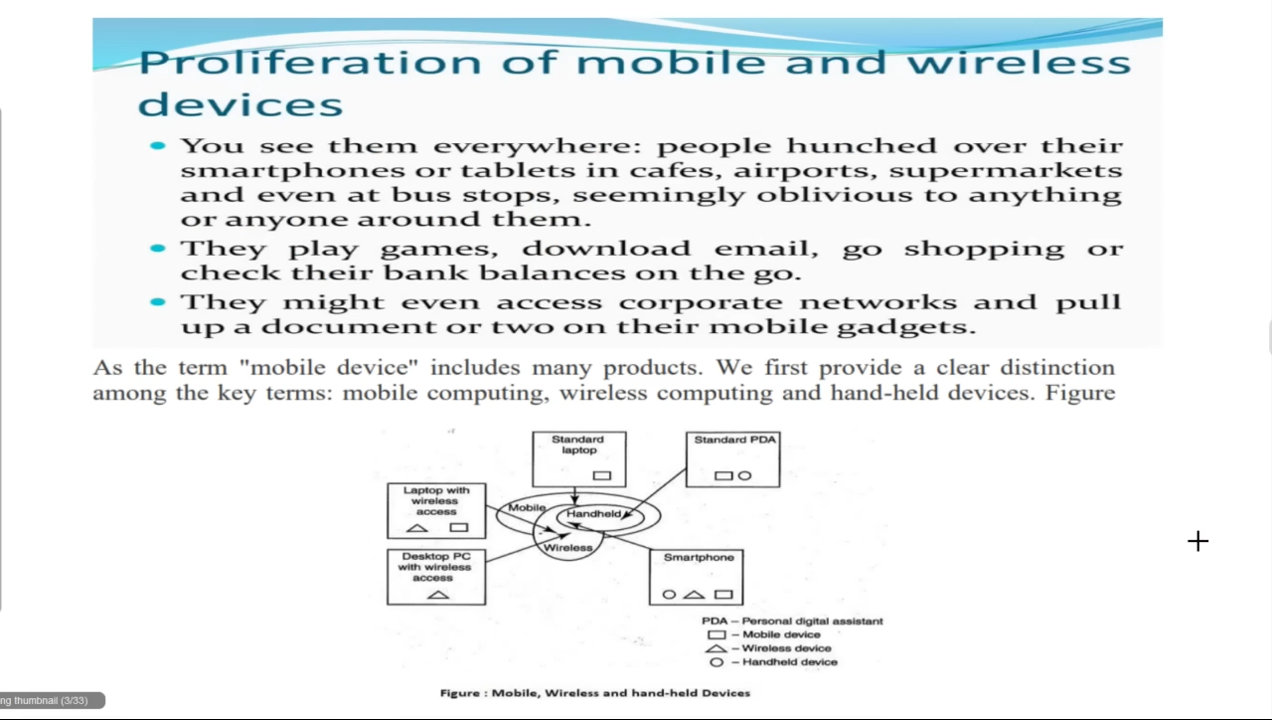 Proliferation of mobile and wireless
devices
You see them everywhere: people hunched over their
smartphones or tablets in cafes, airports, supermarkets
and even at bus stops, seemingly oblivious to anything
or anyone around them.
They play games, download email, go shopping or
check their bank balances on the go.
They might even access corporate networks and pull
up a document or two on their mobile gadgets.
As the term "mobile device" includes many products. We first provide a clear distinction
among the key terms: mobile computing, wireless computing and hand-held devices. Figure
Standard
laptop
Standard PDA
Laptop with
wireless
access
Mobile
Handheld
Wireless
Desktop PC
with wireless
access
Smartphone
PDA – Personal digital assistant
– Mobile device
– Wireless device
– Handheld device
Figure : Mobile, Wireless and hand-held Devices
ng thumbnail (3/33)